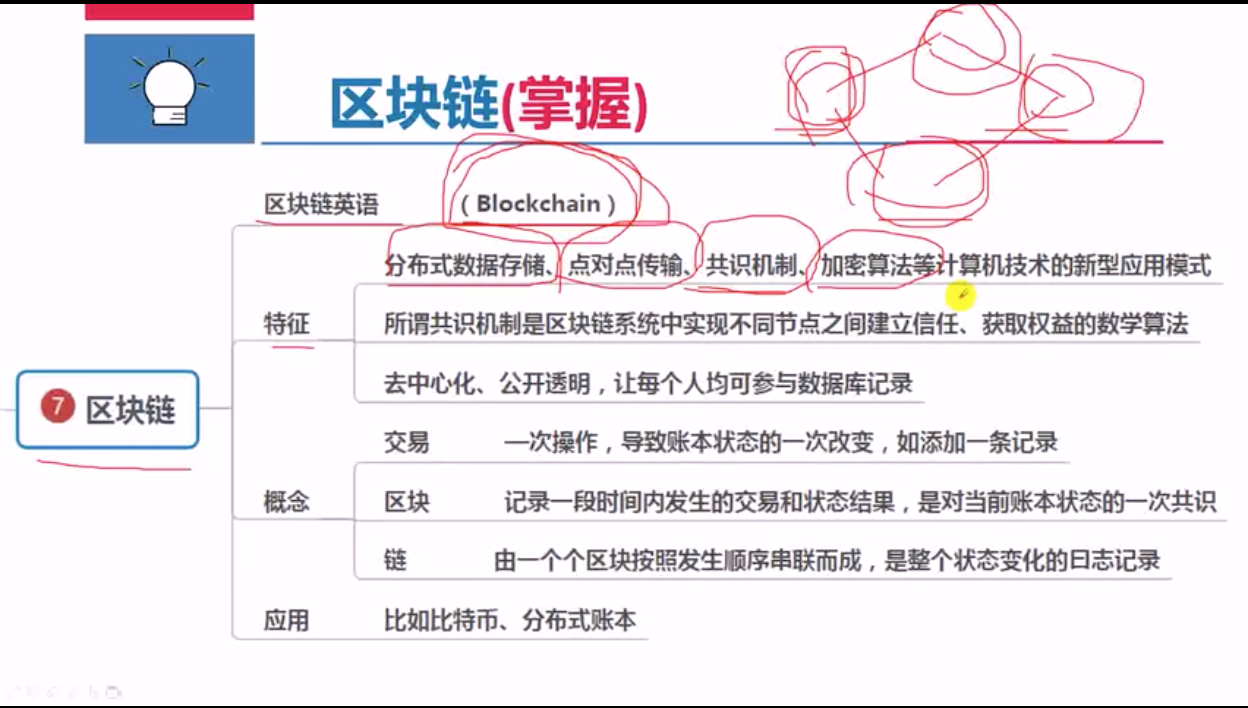 区块链(掌握)
区块链英语 （Blockchain）
分布式数据存储、点对点传输、共识机制、加密算法等计算机技术的新型应用模式
特征 所谓共识机制是区块链系统中实现不同节点之间建立信任、获取权益的数学算法
去中心化、公开透明，让每个人均可参与数据库记录
7 区块链
交易 一次操作，导致账本状态的一次改变，如添加一条记录
概念 区块 记录一段时间内发生的交易和状态结果，是对当前账本状态的一次共识
链 由一个个区块按照发生顺序串联而成，是整个状态变化的日志记录
应用 比如比特币、分布式账本